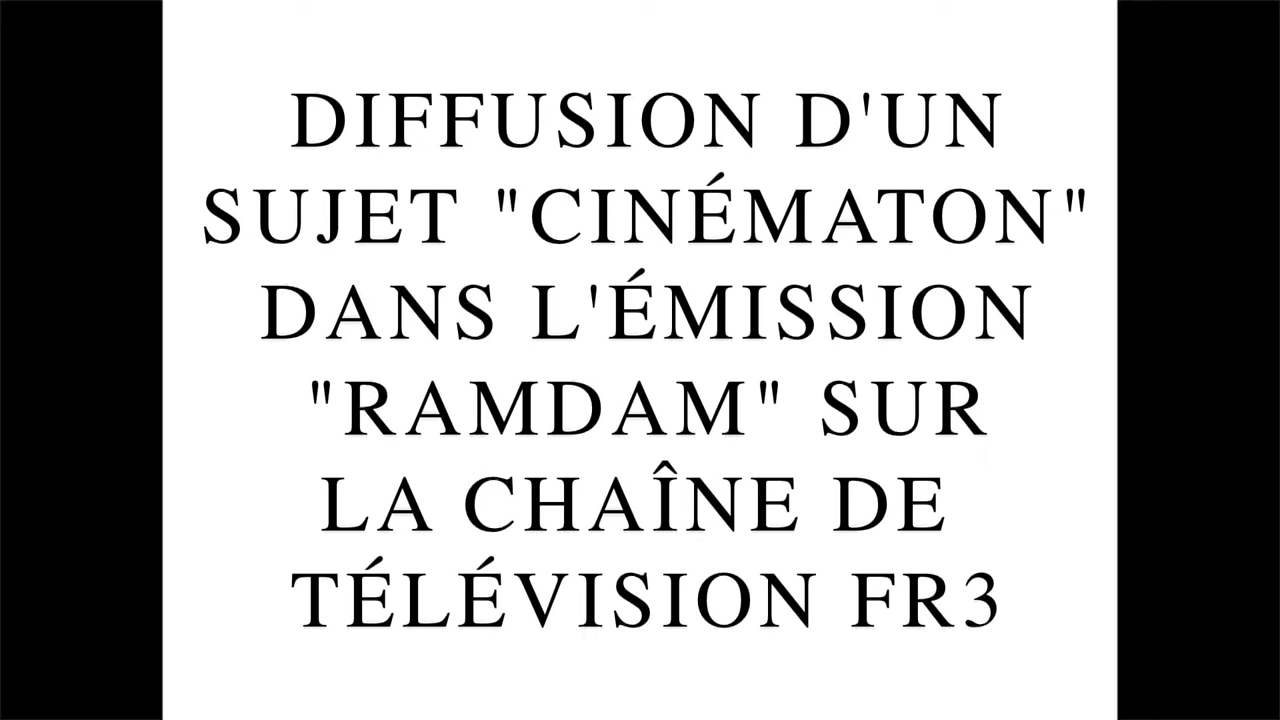 DIFFUSION D'UN
SUJET "CINÉMATON"
DANS L'ÉMISSION
"RAMDAM" SUR
LA CHAÎNE DE
TÉLÉVISION FR3